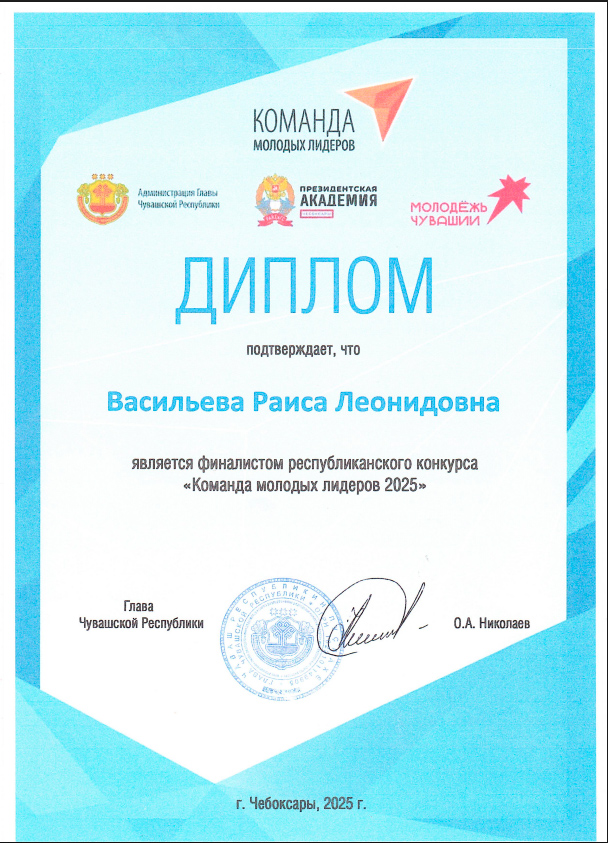 КОМАНДА
МОЛОДЫХ ЛИДЕРОВ
Администрация Главы
Чувашской Республики
ПРЕЗИДЕНТСКАЯ
АКАДЕМИЯ
МОЛОДЁЖЬ
ЧУВАШИИ
ДИПЛОМ
подтверждает, что
Васильева Раиса Леонидовна
является финалистом республиканского конкурса
«Команда молодых лидеров 2025»
Глава
Чувашской Республики
О.А. Николаев
г. Чебоксары, 2025 г.